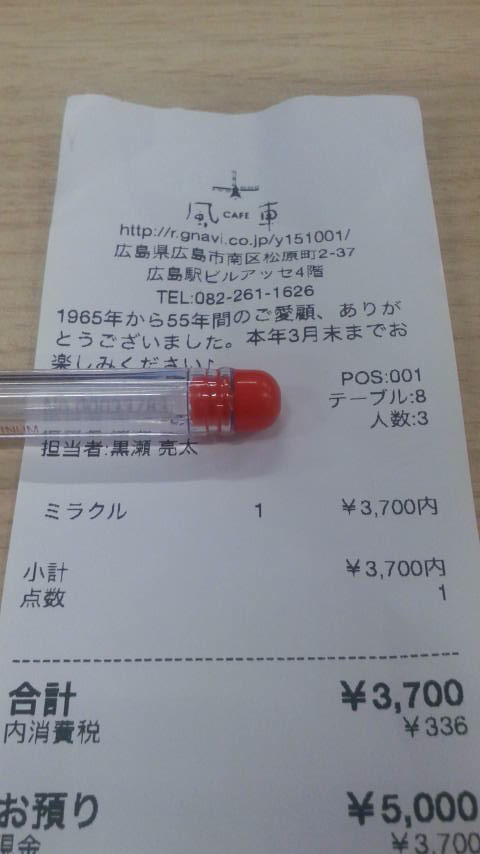 風 CAFE 車
http://r.gnavi.co.jp/y151001/
広島県広島市南区松原町2-37
広島駅ビルアッセ4階
TEL:082-261-1626
1965年から55年間のご愛顧、ありが
とうございました。本年3月末までお
楽しみください♪
POS:001
テーブル:8
人数:3
担当者:黒瀬 亮太
ミラクル 1 ¥3,700内
小計 ¥3,700内
点数 1
合計 ¥3,700
内消費税 ¥336
お預り ¥5,000
現金 ¥3,700